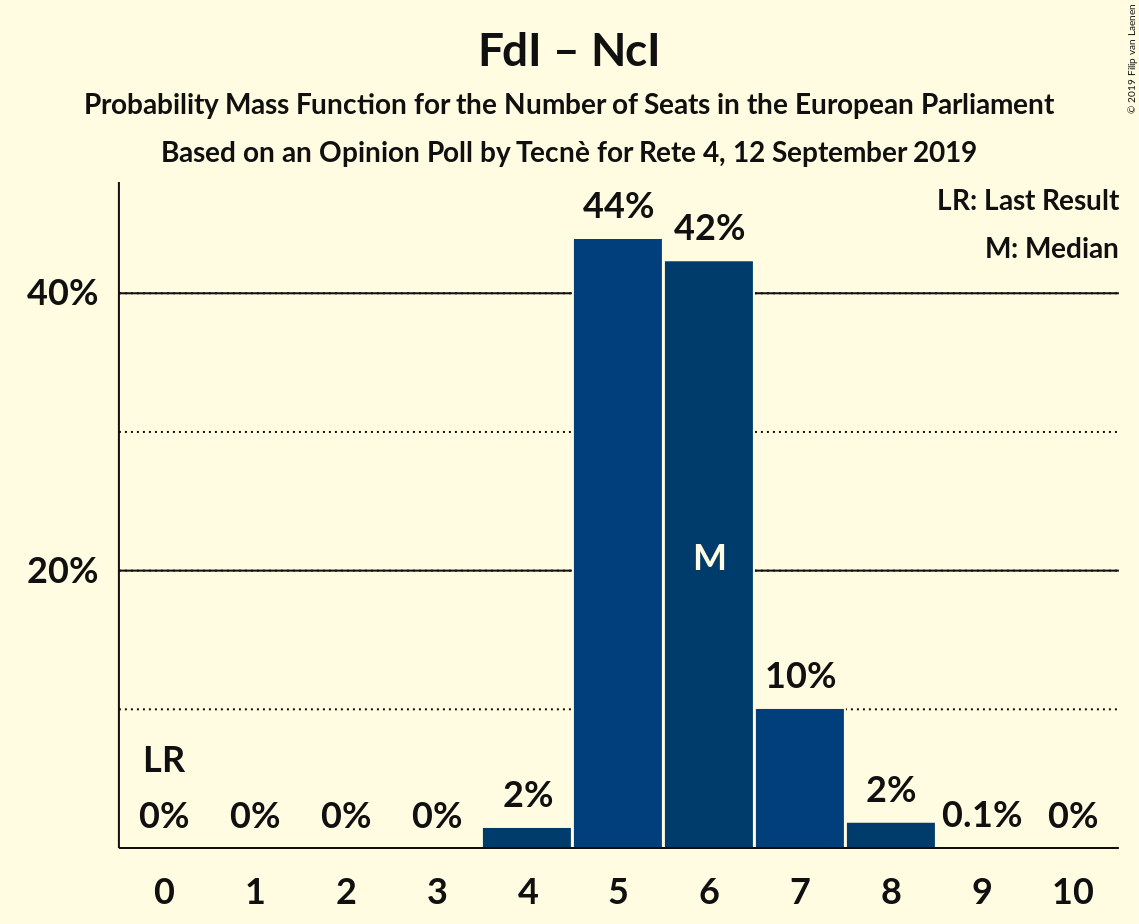 FdI – NcI
Probability Mass Function for the Number of Seats in the European Parliament
Based on an Opinion Poll by Tecnè for Rete 4, 12 September 2019
© 2019 Filip van Laenen
LR: Last Result
M: Median
40%
20%
LR
0%
0%
0%
0%
2%
44%
42%
M
10%
2%
0.1%
0%
0 1 2 3 4 5 6 7 8 9 10